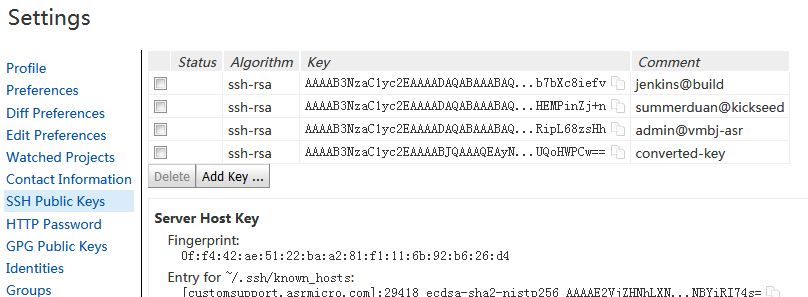 Settings
Profile
Preferences
Diff Preferences
Edit Preferences
Watched Projects
Contact Information
SSH Public Keys
HTTP Password
GPG Public Keys
Identities
Groups
Status Algorithm Key Comment
ssh-rsa AAAAB3NzaC1yc2EAAAADAQABAAABAQ...b7bXc8iefv jenkins@build
ssh-rsa AAAAB3NzaC1yc2EAAAADAQABAAABAQ...HEMPinZj+n summerduan@kickseed
ssh-rsa AAAAB3NzaC1yc2EAAAADAQABAAABAQ...RipL68zsHh admin@vmbj-asr
ssh-rsa AAAAB3NzaC1yc2EAAAABJQAAAQEAyN...UQoHWPCw== converted-key
Delete Add Key ...
Server Host Key
Fingerprint:
0f:f4:42:ae:51:22:ba:a2:81:f1:11:6b:92:b6:26:d4
Entry for ~/.ssh/known_hosts:
[customsupport.asrmicro.com]:29418 ecdsa-sha2-nistp256 AAAAE2VjZHNhLXN...NBYiRI74s=